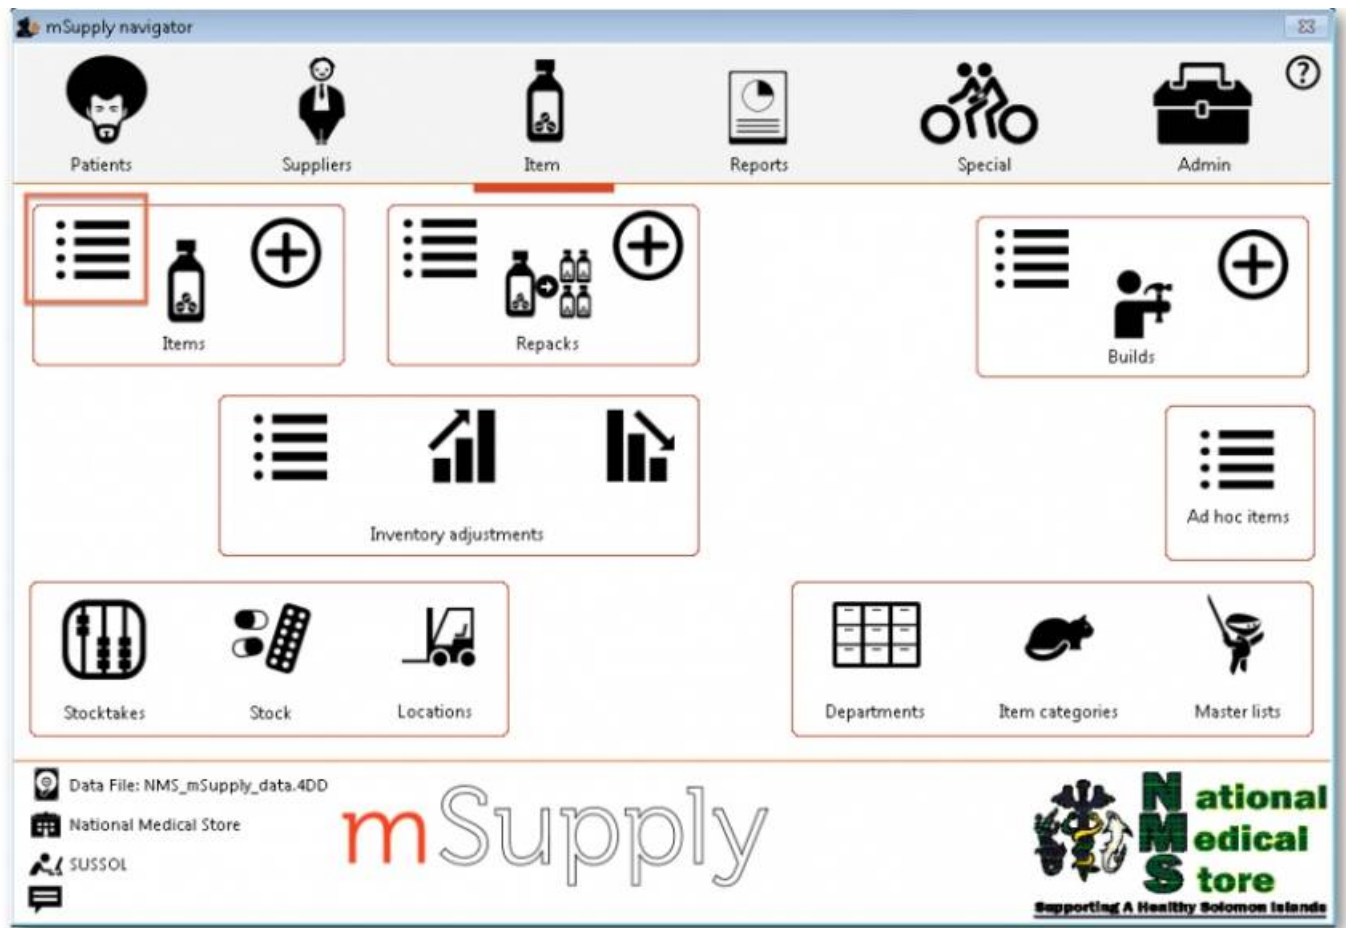 mSupply navigator
Patients
Suppliers
Item
Reports
Special
Admin
?
Items
Repacks
Builds
Inventory adjustments
Ad hoc items
Stocktakes
Stock
Locations
Departments
Item categories
Master lists
Data File: NMS_mSupply_data.4DD
National Medical Store
SUSSOL
mSupply
National
Medical
Store
Supporting A Healthy Solomon Islands